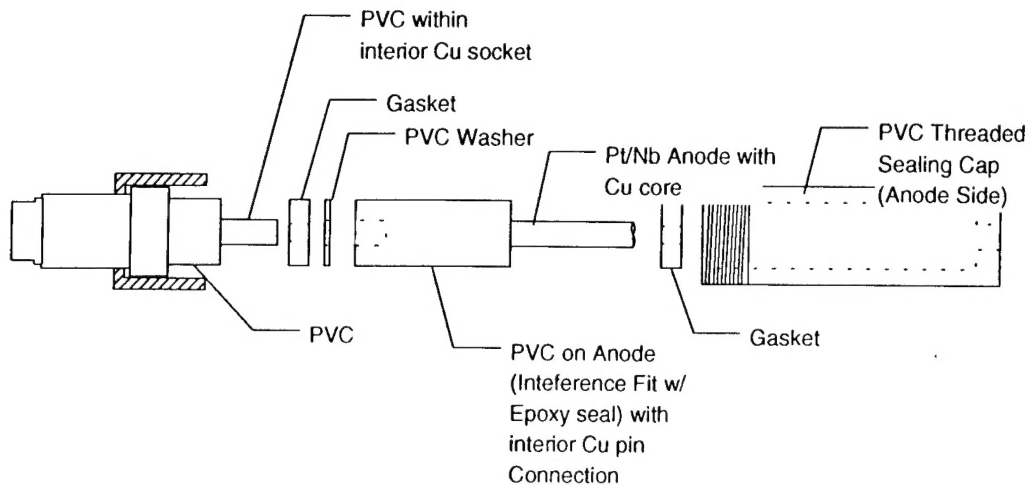 PVC within
interior Cu socket
Gasket
PVC Washer
Pt/Nb Anode with
Cu core
PVC Threaded
Sealing Cap
(Anode Side)
PVC
PVC on Anode
(Inteference Fit w/
Epoxy seal) with
interior Cu pin
Connection
Gasket